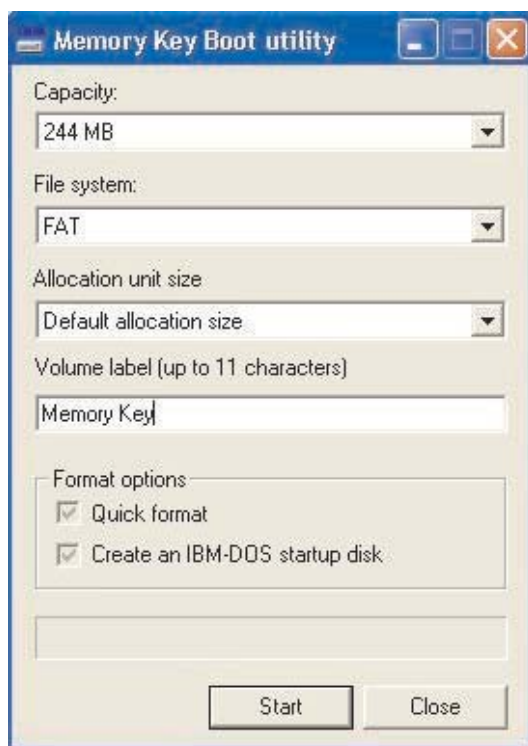 Memory Key Boot utility
Capacity:
244 MB
File system:
FAT
Allocation unit size
Default allocation size
Volume label (up to 11 characters)
Memory Key
Format options
Quick format
Create an IBM-DOS startup disk
Start Close